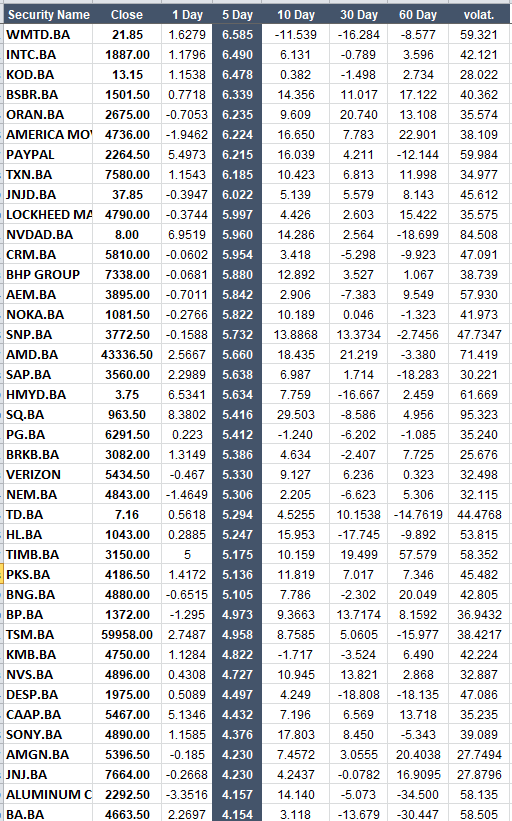 Security Name Close 1 Day 5 Day 10 Day 30 Day 60 Day volat.
WMTD.BA 21.85 1.6279 6.585 -11.539 -16.284 -8.577 59.321
INTC.BA 1887.00 1.1796 6.490 6.131 -0.789 3.596 42.121
KOD.BA 13.15 1.1538 6.478 0.382 -1.498 2.734 28.022
BSBR.BA 1501.50 0.7718 6.339 14.356 11.017 17.122 40.362
ORAN.BA 2675.00 -0.7053 6.235 9.609 20.740 13.108 35.574
AMERICA MO 4736.00 -1.9462 6.224 16.650 7.783 22.901 38.109
PAYPAL 2264.50 5.4973 6.215 16.039 4.211 -12.144 59.984
TXN.BA 7580.00 1.1543 6.185 10.423 6.813 11.998 34.977
JNJD.BA 37.85 -0.3947 6.022 5.139 5.579 8.143 45.612
LOCKHEED MA 4790.00 -0.3744 5.997 4.426 2.603 15.422 35.575
NVDAD.BA 8.00 6.9519 5.960 14.286 2.564 -18.699 84.508
CRM.BA 5810.00 -0.0602 5.954 3.418 -5.298 -9.923 47.091
BHP GROUP 7338.00 -0.0681 5.880 12.892 3.527 1.067 38.739
AEM.BA 3895.00 -0.7011 5.842 2.906 -7.383 9.549 57.930
NOKA.BA 1081.50 -0.2766 5.822 10.189 0.046 -1.323 41.973
SNP.BA 3772.50 -0.1588 5.732 13.8868 13.3734 -2.7456 47.7347
AMD.BA 43336.50 2.5667 5.660 18.435 21.219 -3.380 71.419
SAP.BA 3560.00 2.2989 5.638 6.987 1.714 -18.283 30.221
HMYD.BA 3.75 6.5341 5.634 7.759 -16.667 2.459 61.669
SQ.BA 963.50 8.3802 5.416 29.503 -8.586 4.956 95.323
PG.BA 6291.50 0.223 5.412 -1.240 -6.202 -1.085 35.240
BRKB.BA 3082.00 1.3149 5.386 4.634 -2.407 7.725 25.676
VERIZON 5434.50 -0.467 5.330 9.127 6.236 0.323 32.498
NEM.BA 4843.00 -1.4649 5.306 2.205 -6.623 5.306 32.115
TD.BA 7.16 0.5618 5.294 4.5255 10.1538 -14.7619 44.4768
HL.BA 1043.00 0.2885 5.247 15.953 -17.745 -9.892 53.815
TIMB.BA 3150.00 5 5.175 10.159 19.499 57.579 58.352
PKS.BA 4186.50 1.4172 5.136 11.819 7.017 7.346 45.482
BNG.BA 4880.00 -0.6515 5.105 7.786 -2.302 20.049 42.805
BP.BA 1372.00 -1.295 4.973 9.3663 13.7174 8.1592 36.9432
TSM.BA 59958.00 2.7487 4.958 8.7585 5.0605 -15.977 38.4217
KMB.BA 4750.00 1.1284 4.822 -1.717 -3.524 6.490 42.224
NVS.BA 4896.00 0.4308 4.727 10.945 13.821 2.868 32.887
DESP.BA 1975.00 0.5089 4.497 4.249 -18.808 -18.135 47.086
CAAP.BA 5467.00 5.1346 4.432 7.196 6.569 13.718 35.235
SONY.BA 4890.00 1.1585 4.376 17.803 8.450 -5.343 39.089
AMGN.BA 5396.50 -0.185 4.230 7.4572 3.0555 20.4038 27.7494
JNJ.BA 7664.00 -0.2668 4.230 4.2437 -0.0782 16.9095 27.8796
ALUMINUM C 2292.50 -3.3516 4.157 14.140 -5.073 -34.500 58.135
BA.BA 4663.50 2.2697 4.154 3.118 -13.679 -30.447 58.505